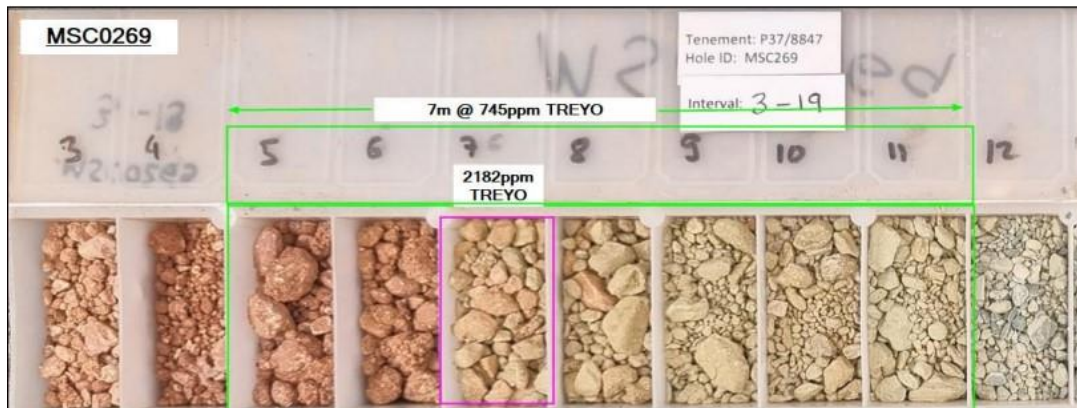 MSC0269
Tenement: P37/8847
Hole ID: MSC269
Interval: 3-19
7m @ 745ppm TREYO
3 4 5 6 7 8 9 10 11 12
2182ppm
TREYO